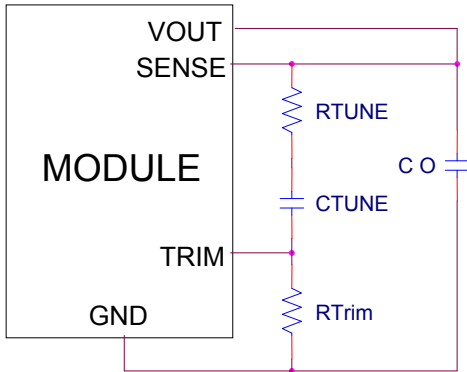 VOUT
SENSE
RTUNE
MODULE
C O
CTUNE
TRIM
GND
RTrim